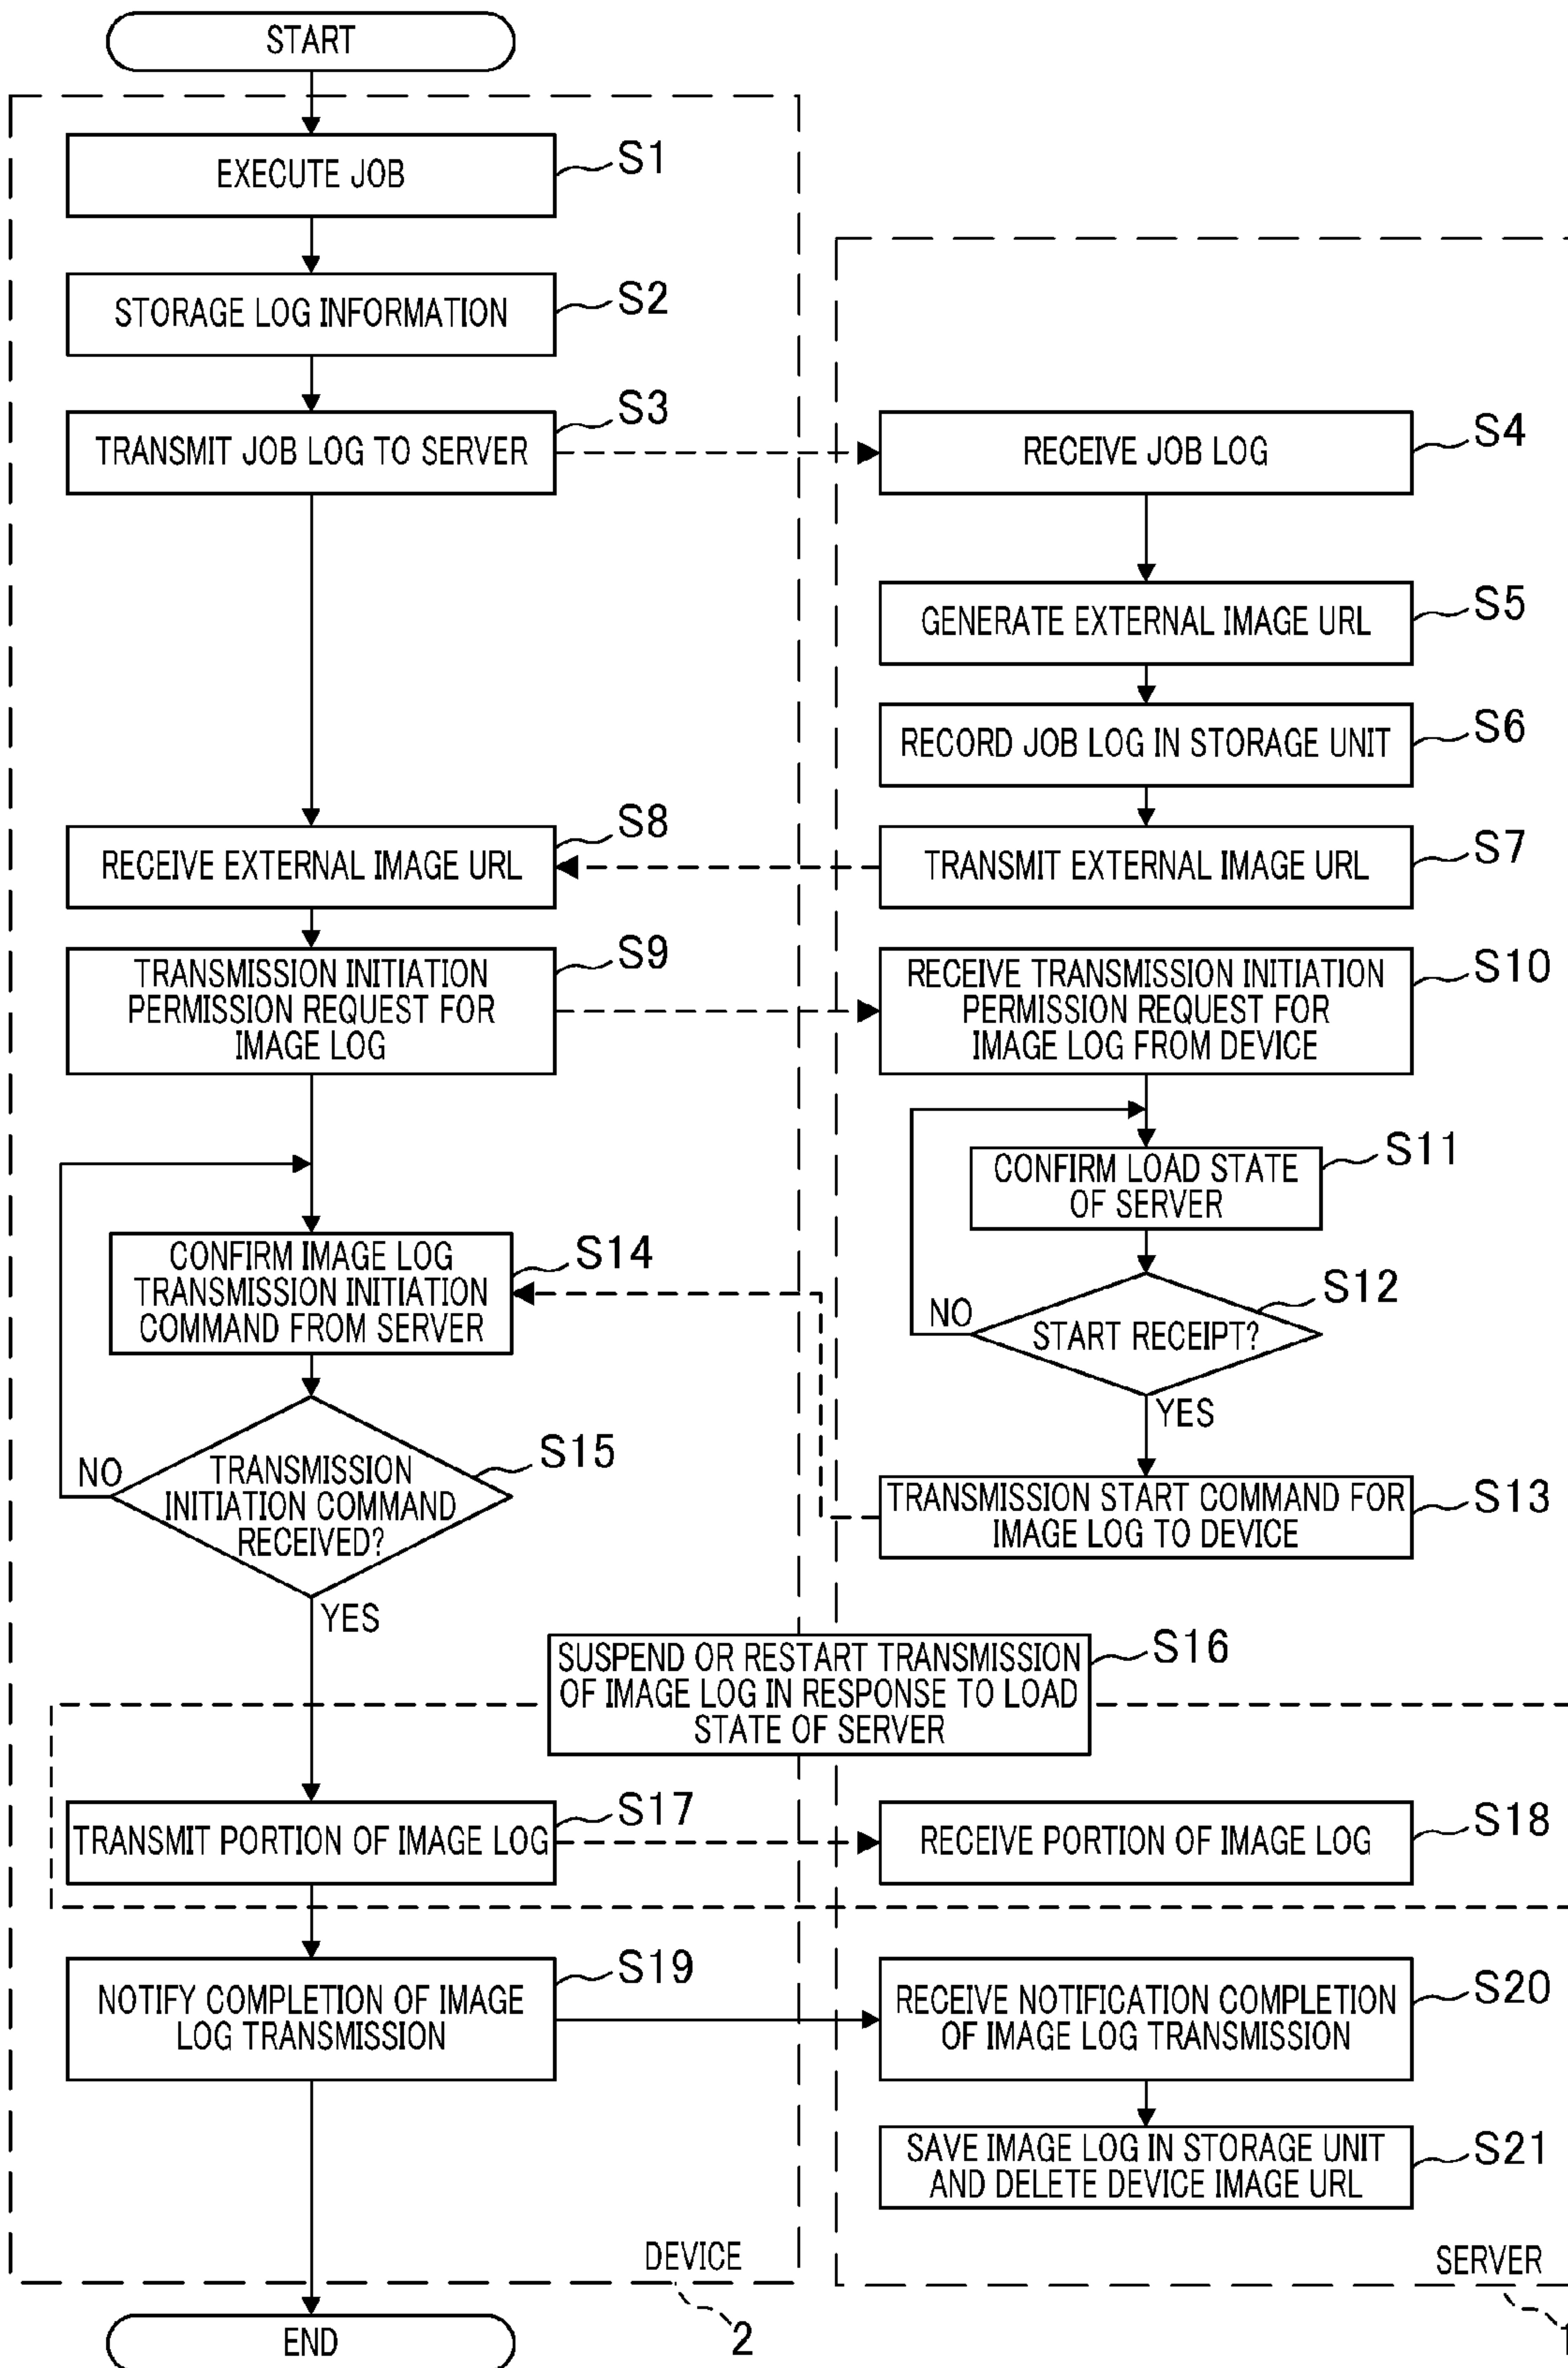 START
EXECUTE JOB
S1
STORAGE LOG INFORMATION
S2
TRANSMIT JOB LOG TO SERVER
S3
RECEIVE JOB LOG
S4
GENERATE EXTERNAL IMAGE URL
S5
RECORD JOB LOG IN STORAGE UNIT
S6
RECEIVE EXTERNAL IMAGE URL
S8
TRANSMIT EXTERNAL IMAGE URL
S7
TRANSMISSION INITIATION
PERMISSION REQUEST FOR
IMAGE LOG
S9
RECEIVE TRANSMISSION INITIATION
PERMISSION REQUEST FOR
IMAGE LOG FROM DEVICE
S10
CONFIRM LOAD STATE
OF SERVER
S11
CONFIRM IMAGE LOG
TRANSMISSION INITIATION
COMMAND FROM SERVER
S14
START RECEIPT?
S12
NO
YES
TRANSMISSION
INITIATION COMMAND
RECEIVED?
S15
NO
YES
TRANSMISSION START COMMAND FOR
IMAGE LOG TO DEVICE
S13
SUSPEND OR RESTART TRANSMISSION
OF IMAGE LOG IN RESPONSE TO LOAD
STATE OF SERVER
S16
TRANSMIT PORTION OF IMAGE LOG
S17
RECEIVE PORTION OF IMAGE LOG
S18
NOTIFY COMPLETION OF IMAGE
LOG TRANSMISSION
S19
RECEIVE NOTIFICATION COMPLETION
OF IMAGE LOG TRANSMISSION
S20
SAVE IMAGE LOG IN STORAGE UNIT
AND DELETE DEVICE IMAGE URL
S21
DEVICE
2
SERVER
1
END